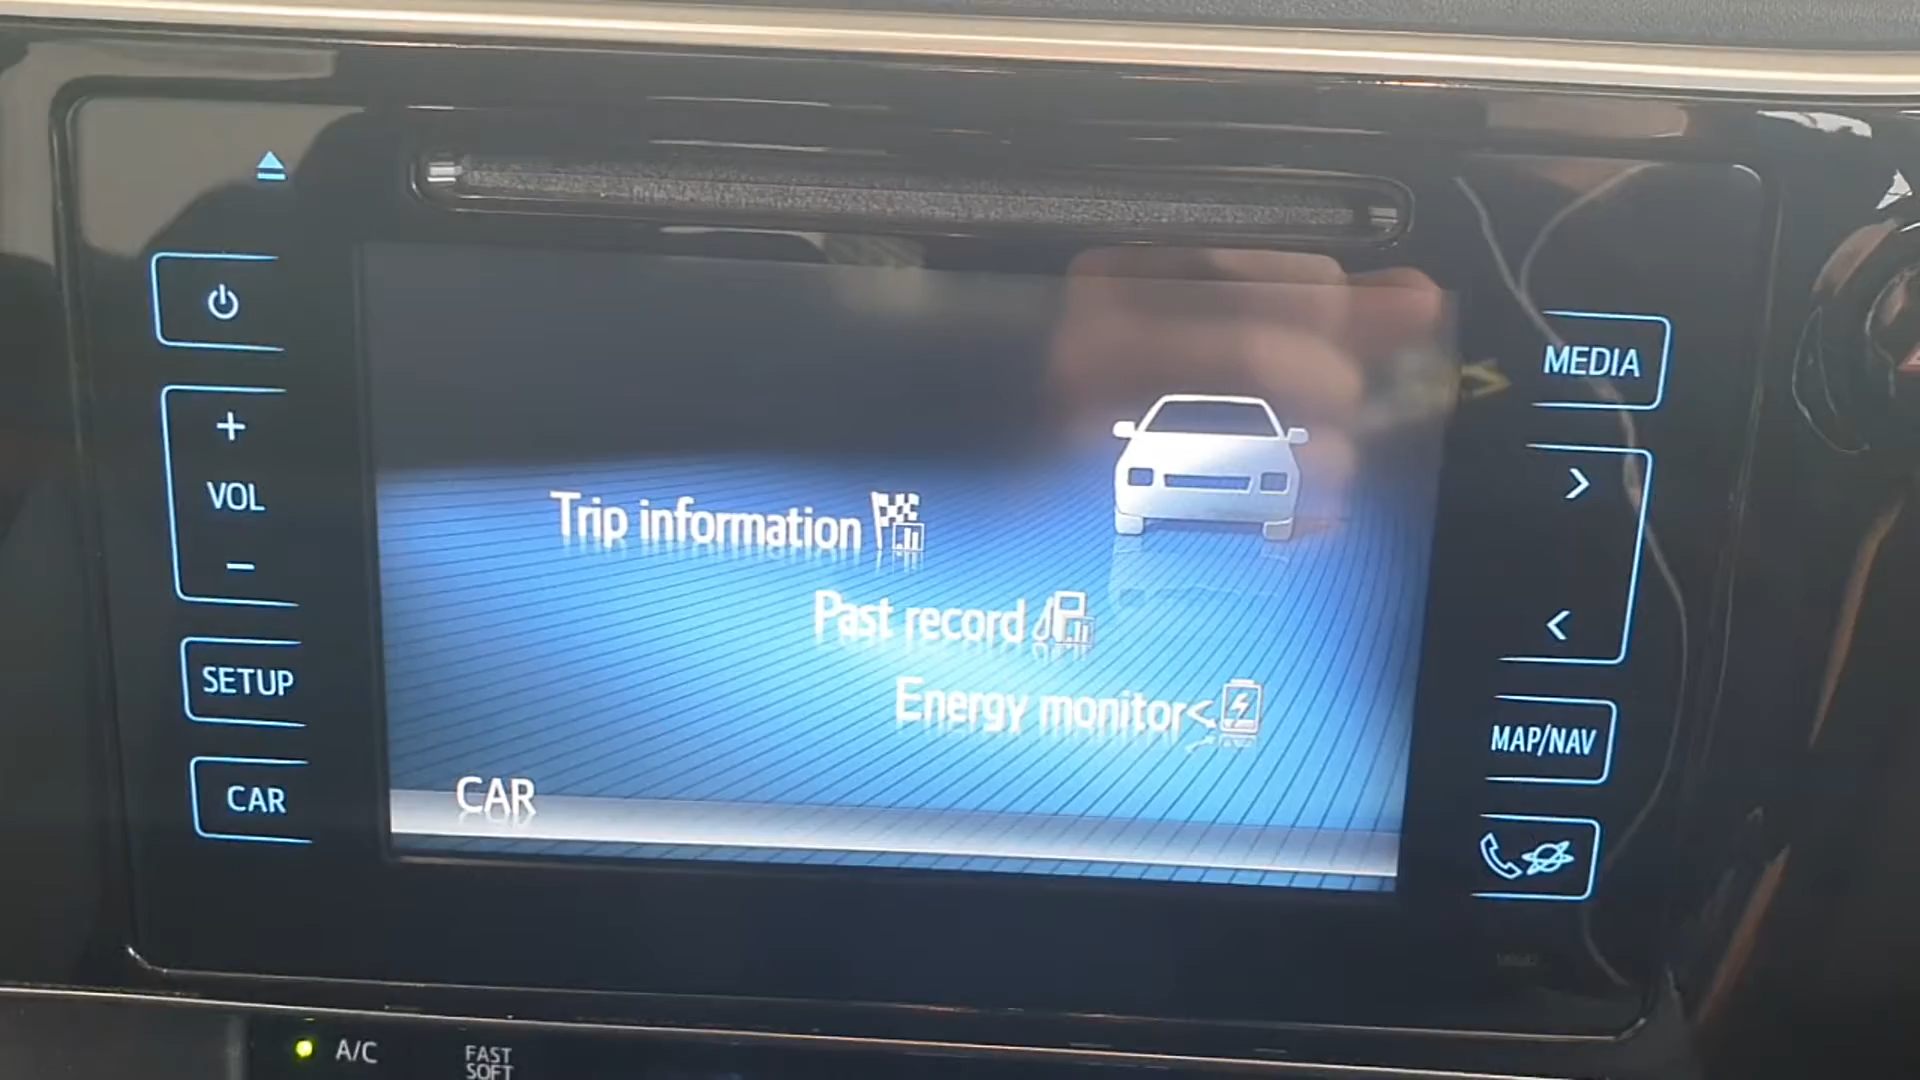 MEDIA
+
VOL
-
SETUP
CAR
Trip information
Past record
Energy monitor
CAR
>
<
MAP/NAV
A/C
FAST
SOFT